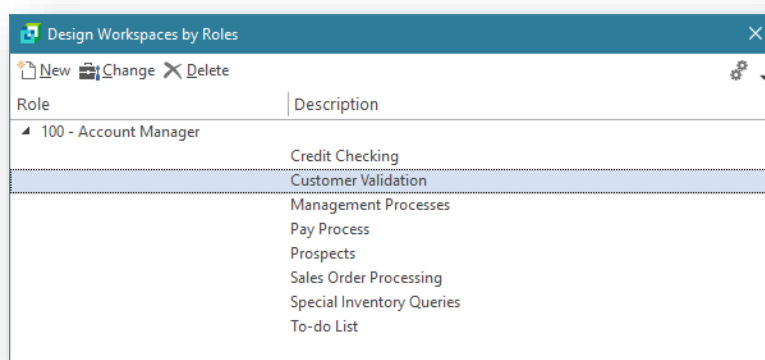 Design Workspaces by Roles
New Change Delete
Role Description
100 - Account Manager
Credit Checking
Customer Validation
Management Processes
Pay Process
Prospects
Sales Order Processing
Special Inventory Queries
To-do List